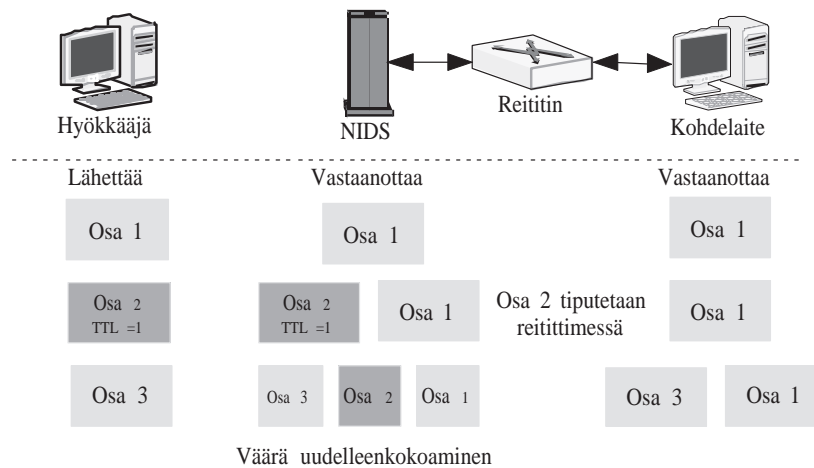 Hyökkääjä
NIDS
Reititin
Kohdelaite
Lähettää
Vastaanottaa
Vastaanottaa
Osa 1
Osa 1
Osa 1
Osa 2
TTL =1
Osa 2
TTL =1
Osa 1
Osa 2 tiputetaan
reitittimessä
Osa 1
Osa 3
Osa 3
Osa 2
Osa 1
Osa 3
Osa 1
Väärä uudelleenkokoaminen